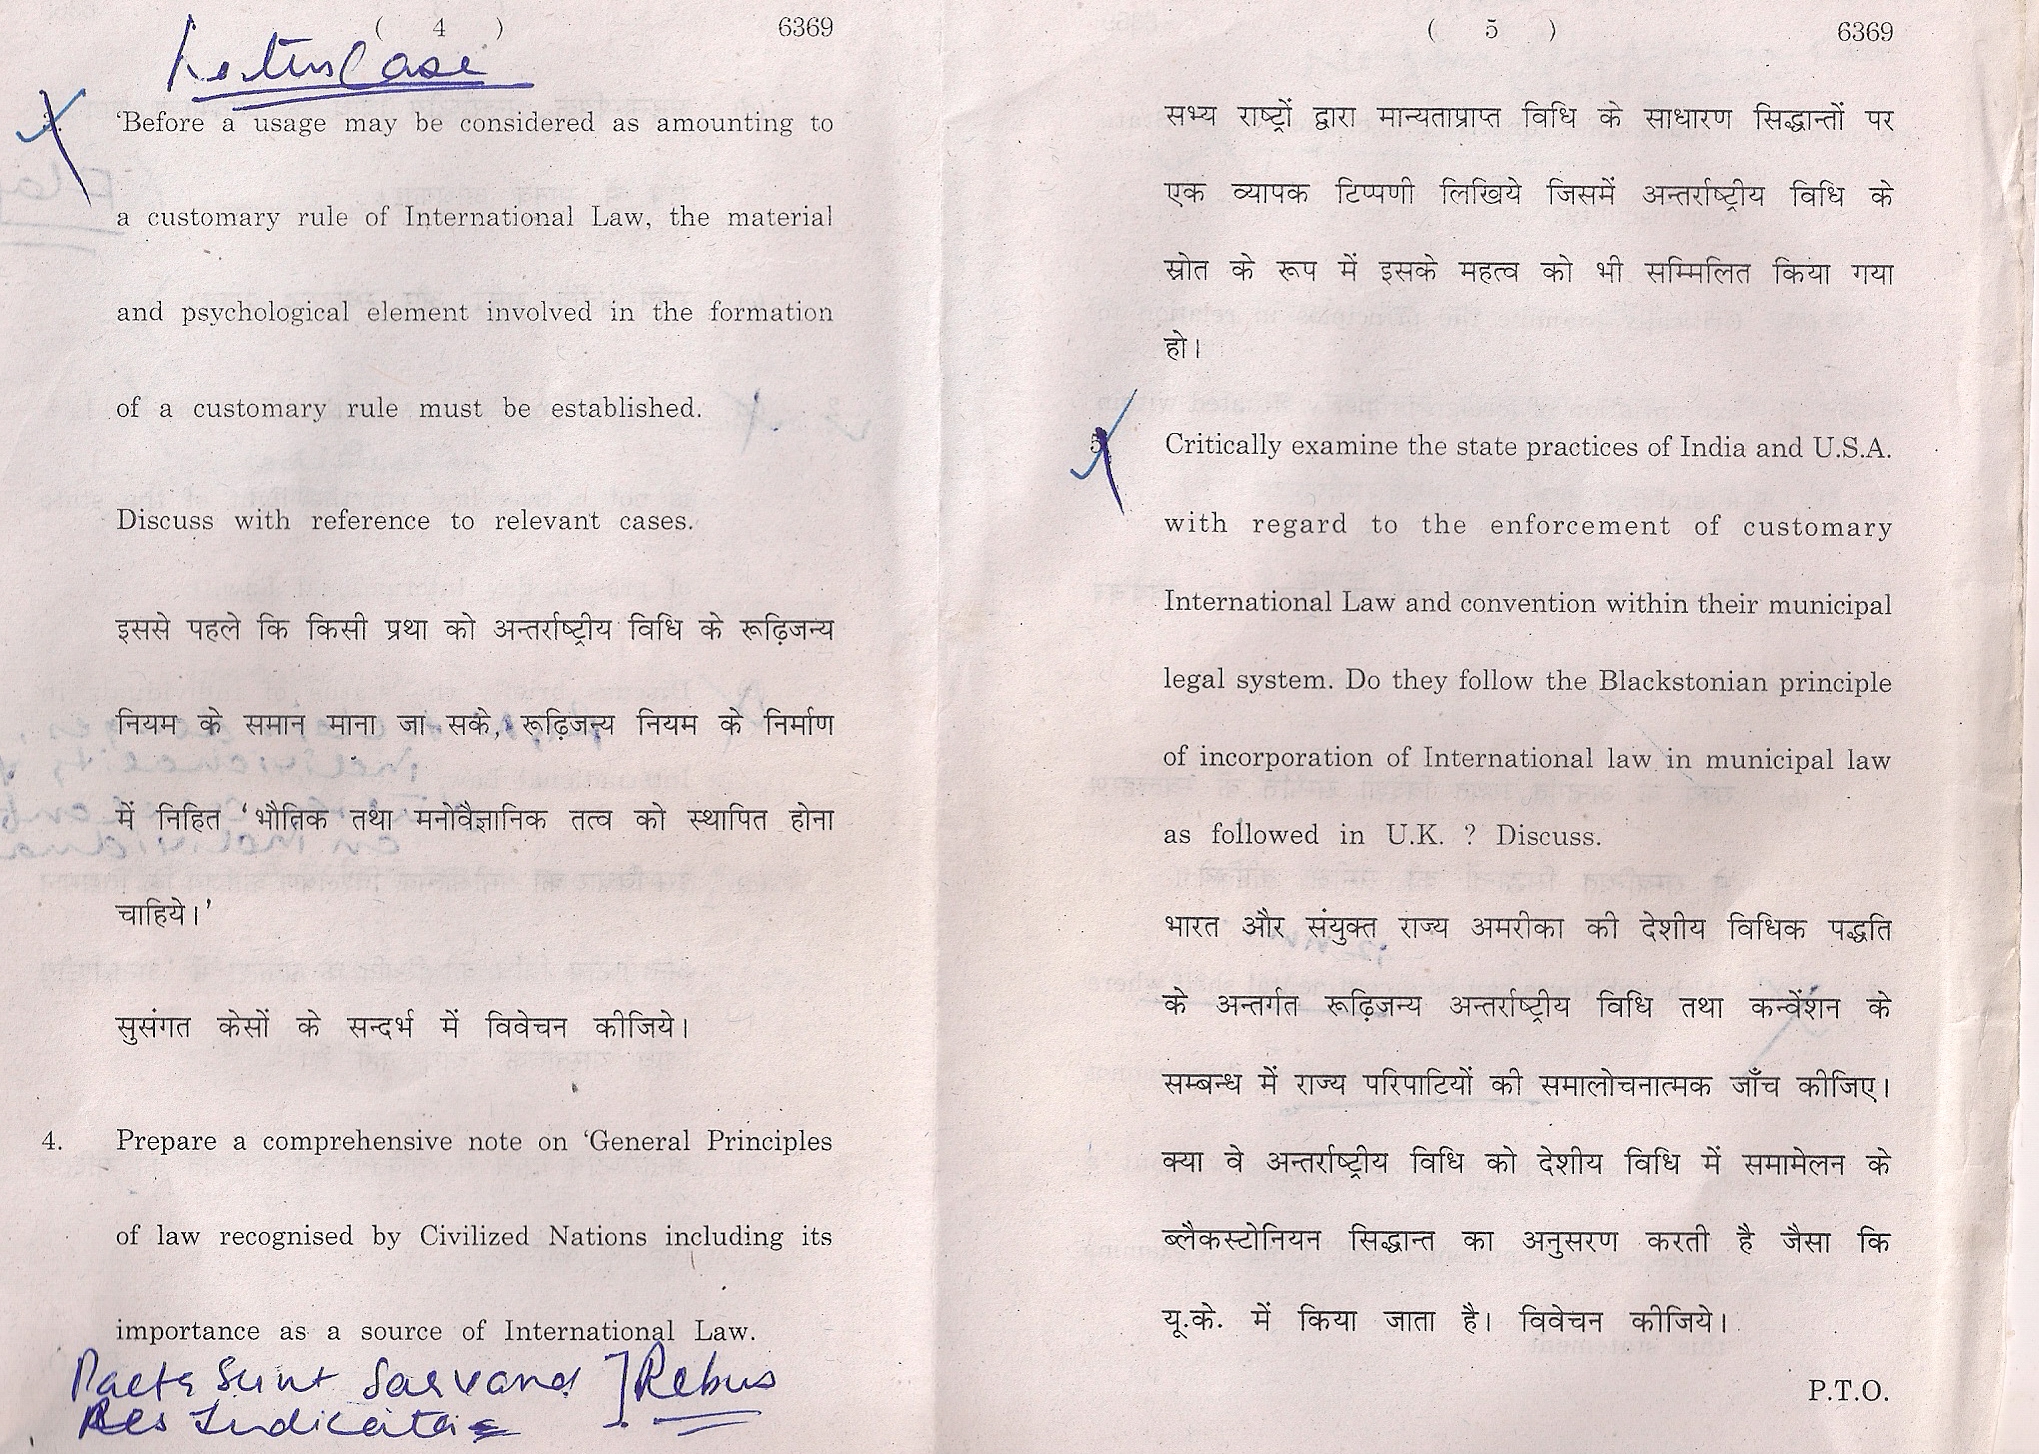 ( 4 )
6369
Lotus Case
'Before a usage may be considered as amounting to
a customary rule of International Law, the material
and psychological element involved in the formation
of a customary rule must be established.
Discuss with reference to relevant cases.
इससे पहले कि किसी प्रथा को अन्तर्राष्ट्रीय विधि के रूढ़िजन्य
नियम के समान माना जा सके, रूढ़िजन्य नियम के निर्माण
में निहित 'भौतिक तथा मनोवैज्ञानिक तत्व को स्थापित होना
चाहिये।'
सुसंगत केसों के सन्दर्भ में विवेचन कीजिये।
4. Prepare a comprehensive note on 'General Principles
of law recognised by Civilized Nations including its
importance as a source of International Law.
Pacta Sunt Servanda ] Rebus
Res Judicata
( 5 )
6369
सभ्य राष्ट्रों द्वारा मान्यताप्राप्त विधि के साधारण सिद्धान्तों पर
एक व्यापक टिप्पणी लिखिये जिसमें अन्तर्राष्ट्रीय विधि के
स्रोत के रूप में इसके महत्व को भी सम्मिलित किया गया
हो।
5. Critically examine the state practices of India and U.S.A.
with regard to the enforcement of customary
International Law and convention within their municipal
legal system. Do they follow the Blackstonian principle
of incorporation of International law in municipal law
as followed in U.K. ? Discuss.
भारत और संयुक्त राज्य अमरीका की देशीय विधिक पद्धति
के अन्तर्गत रूढ़िजन्य अन्तर्राष्ट्रीय विधि तथा कन्वेंशन के
सम्बन्ध में राज्य परिपाटियों की समालोचनात्मक जाँच कीजिए।
क्या वे अन्तर्राष्ट्रीय विधि को देशीय विधि में समामेलन के
ब्लैकस्टोनियन सिद्धान्त का अनुसरण करती है जैसा कि
यू.के. में किया जाता है। विवेचन कीजिये।
P.T.O.